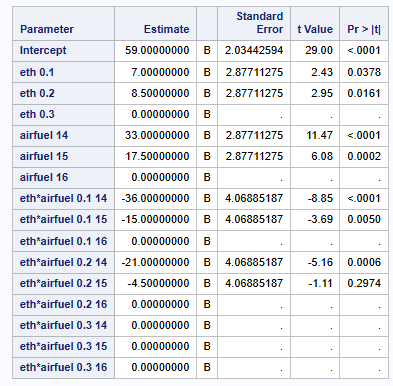 Parameter Estimate Standard Error t Value Pr > |t|
Intercept 59.00000000 B 2.03442594 29.00 <.0001
eth 0.1 7.00000000 B 2.87711275 2.43 0.0378
eth 0.2 8.50000000 B 2.87711275 2.95 0.0161
eth 0.3 0.00000000 B . . .
airfuel 14 33.00000000 B 2.87711275 11.47 <.0001
airfuel 15 17.50000000 B 2.87711275 6.08 0.0002
airfuel 16 0.00000000 B . . .
eth*airfuel 0.1 14 -36.00000000 B 4.06885187 -8.85 <.0001
eth*airfuel 0.1 15 -15.00000000 B 4.06885187 -3.69 0.0050
eth*airfuel 0.1 16 0.00000000 B . . .
eth*airfuel 0.2 14 -21.00000000 B 4.06885187 -5.16 0.0006
eth*airfuel 0.2 15 -4.50000000 B 4.06885187 -1.11 0.2974
eth*airfuel 0.2 16 0.00000000 B . . .
eth*airfuel 0.3 14 0.00000000 B . . .
eth*airfuel 0.3 15 0.00000000 B . . .
eth*airfuel 0.3 16 0.00000000 B . . .